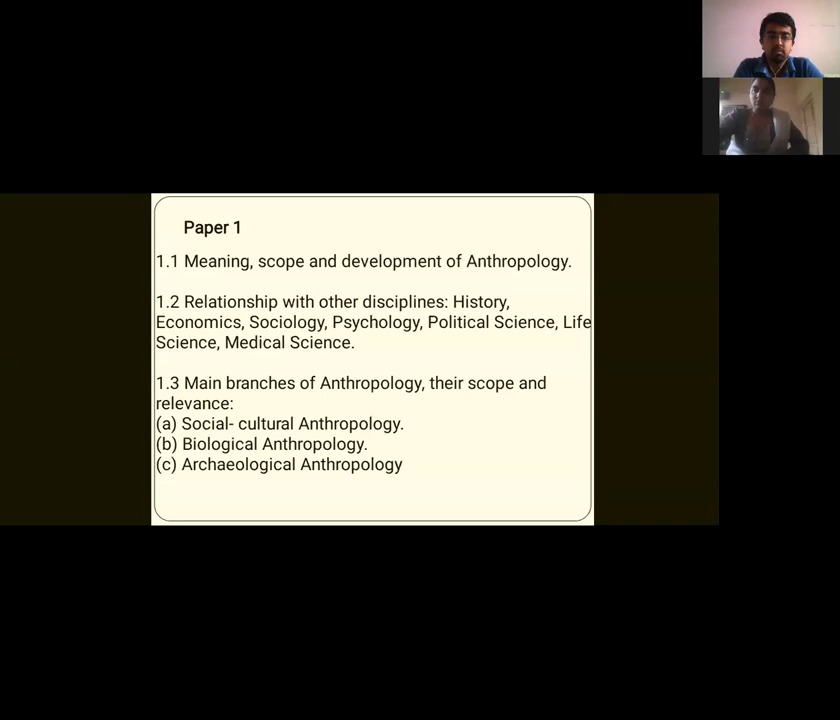 Paper 1
1.1 Meaning, scope and development of Anthropology.
1.2 Relationship with other disciplines: History,
Economics, Sociology, Psychology, Political Science, Life
Science, Medical Science.
1.3 Main branches of Anthropology, their scope and
relevance:
(a) Social- cultural Anthropology.
(b) Biological Anthropology.
(c) Archaeological Anthropology